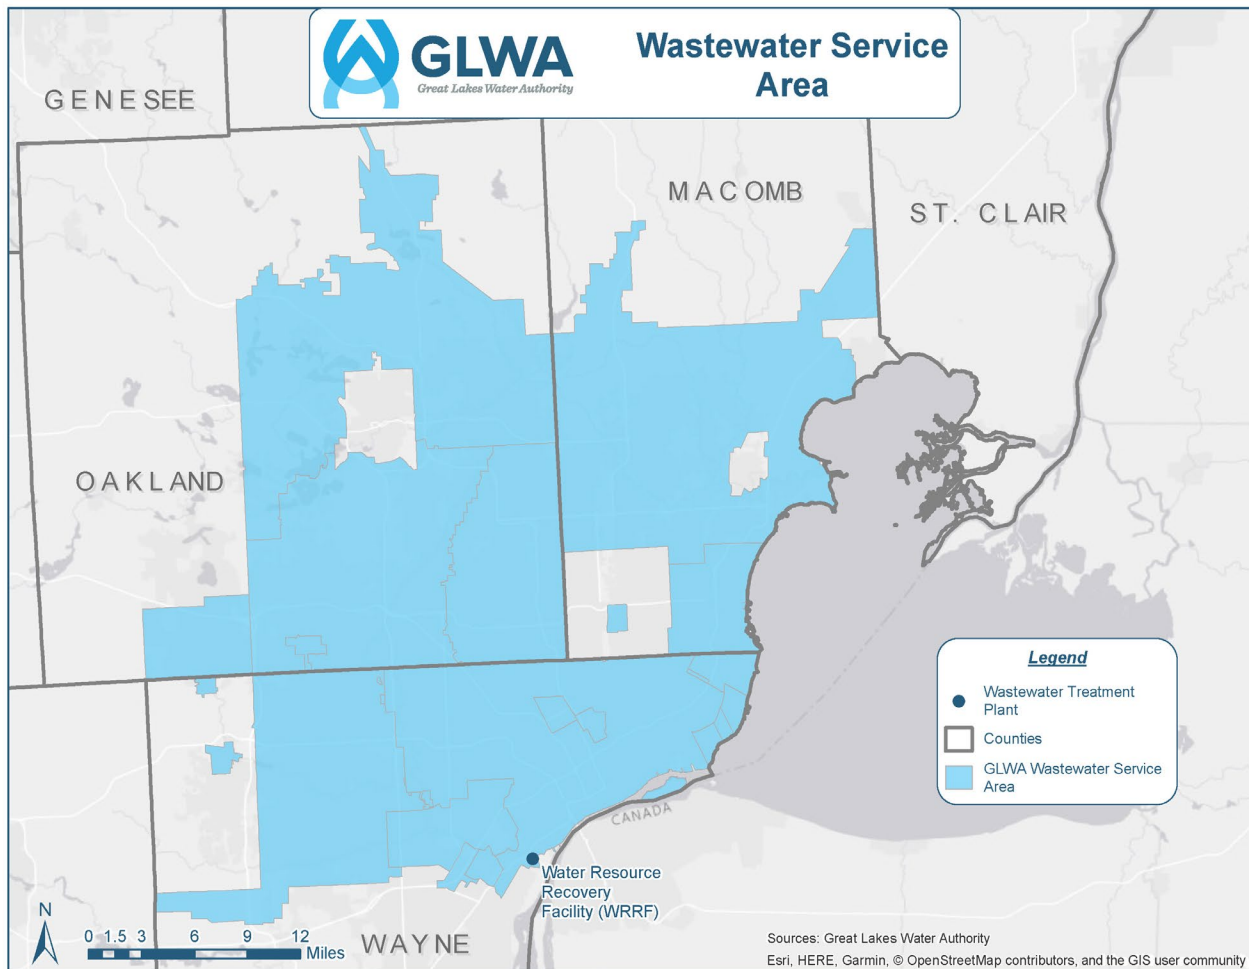 GLWA
Great Lakes Water Authority
Wastewater Service
Area
GENESEE
MACOMB
ST. CLAIR
OAKLAND
Legend
Wastewater Treatment
Plant
Counties
GLWA Wastewater Service
Area
CANADA
Water Resource
Recovery
Facility (WRRF)
N
0 1.5 3 6 9 12
Miles
WAYNE
Sources: Great Lakes Water Authority
Esri, HERE, Garmin, © OpenStreetMap contributors, and the GIS user community